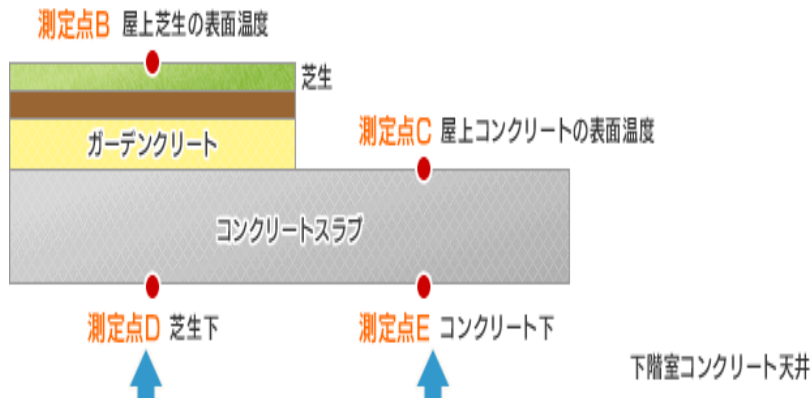 測定点B 屋上芝生の表面温度
芝生
ガーデンクリート
測定点C 屋上コンクリートの表面温度
コンクリートスラブ
測定点D 芝生下
測定点E コンクリート下
下階室コンクリート天井